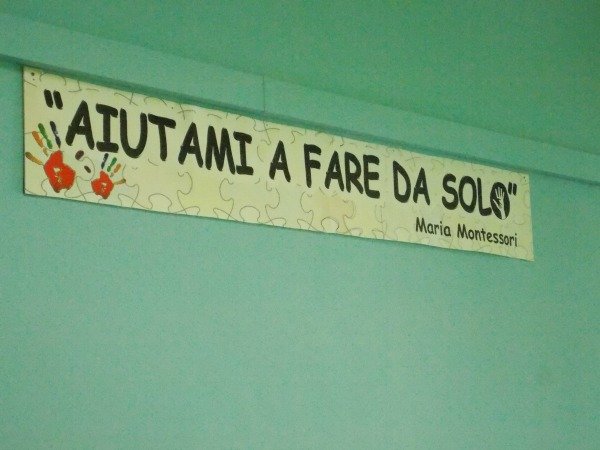 "AIUTAMI A FARE DA SOLO"
Maria Montessori